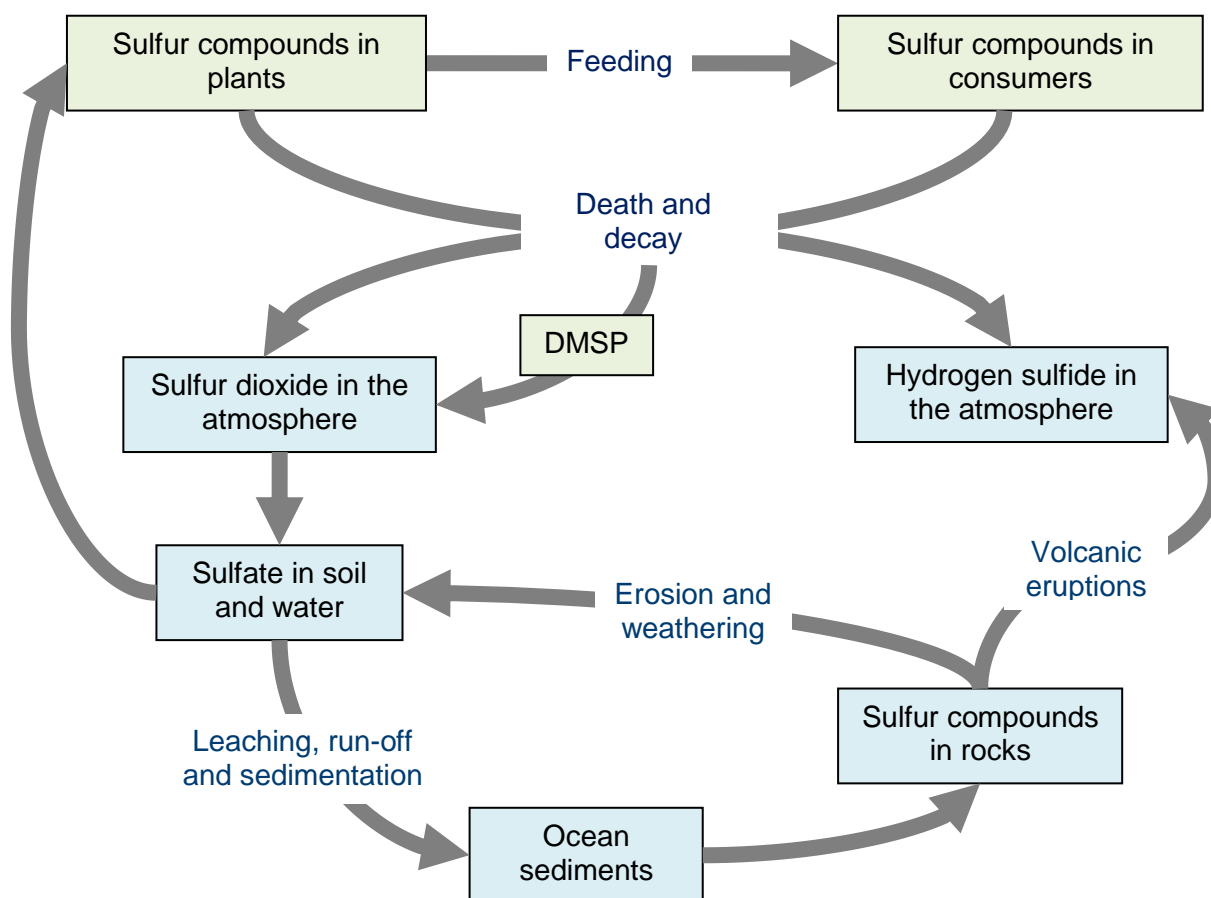 Sulfur compounds in
plants
Feeding
Sulfur compounds in
consumers
Death and
decay
DMSP
Sulfur dioxide in the
atmosphere
Hydrogen sulfide in
the atmosphere
Volcanic
eruptions
Sulfate in soil
and water
Erosion and
weathering
Sulfur compounds
in rocks
Leaching, run-off
and sedimentation
Ocean
sediments